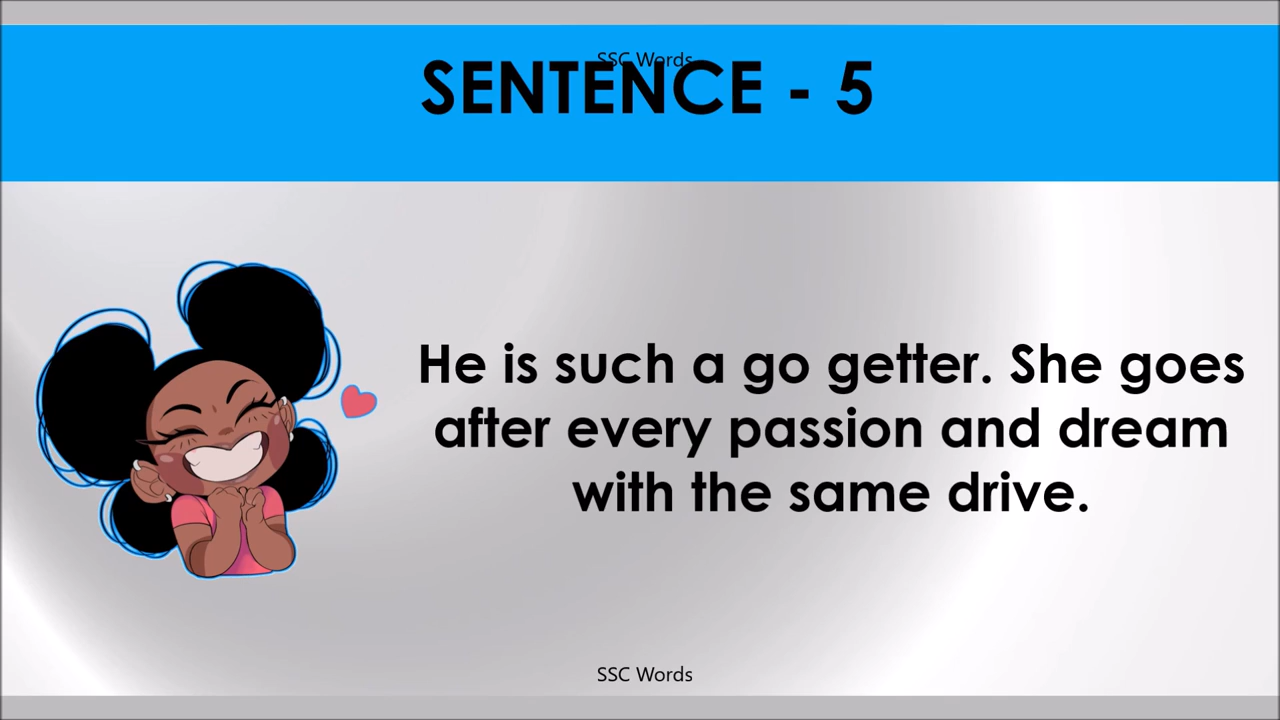 SSC Words
SENTENCE - 5
He is such a go getter. She goes
after every passion and dream
with the same drive.
SSC Words